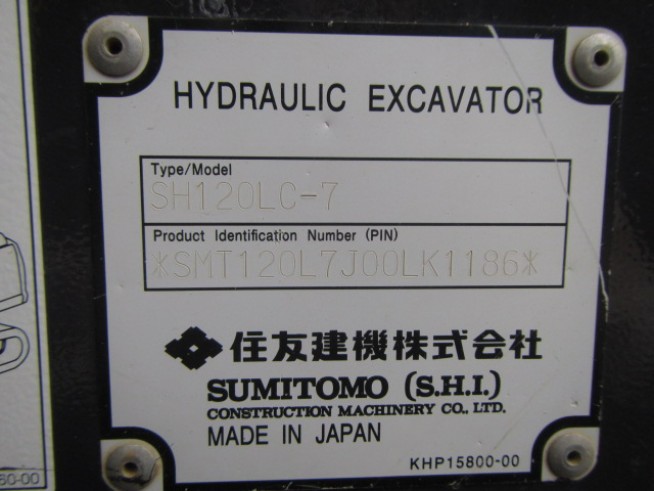 HYDRAULIC EXCAVATOR
Type/Model
SH120LC-7
Product Identification Number (PIN)
*SMT120L7J00LK1186*
住友建機株式会社
SUMITOMO (S.H.I.)
CONSTRUCTION MACHINERY CO., LTD.
MADE IN JAPAN
KHP15800-00